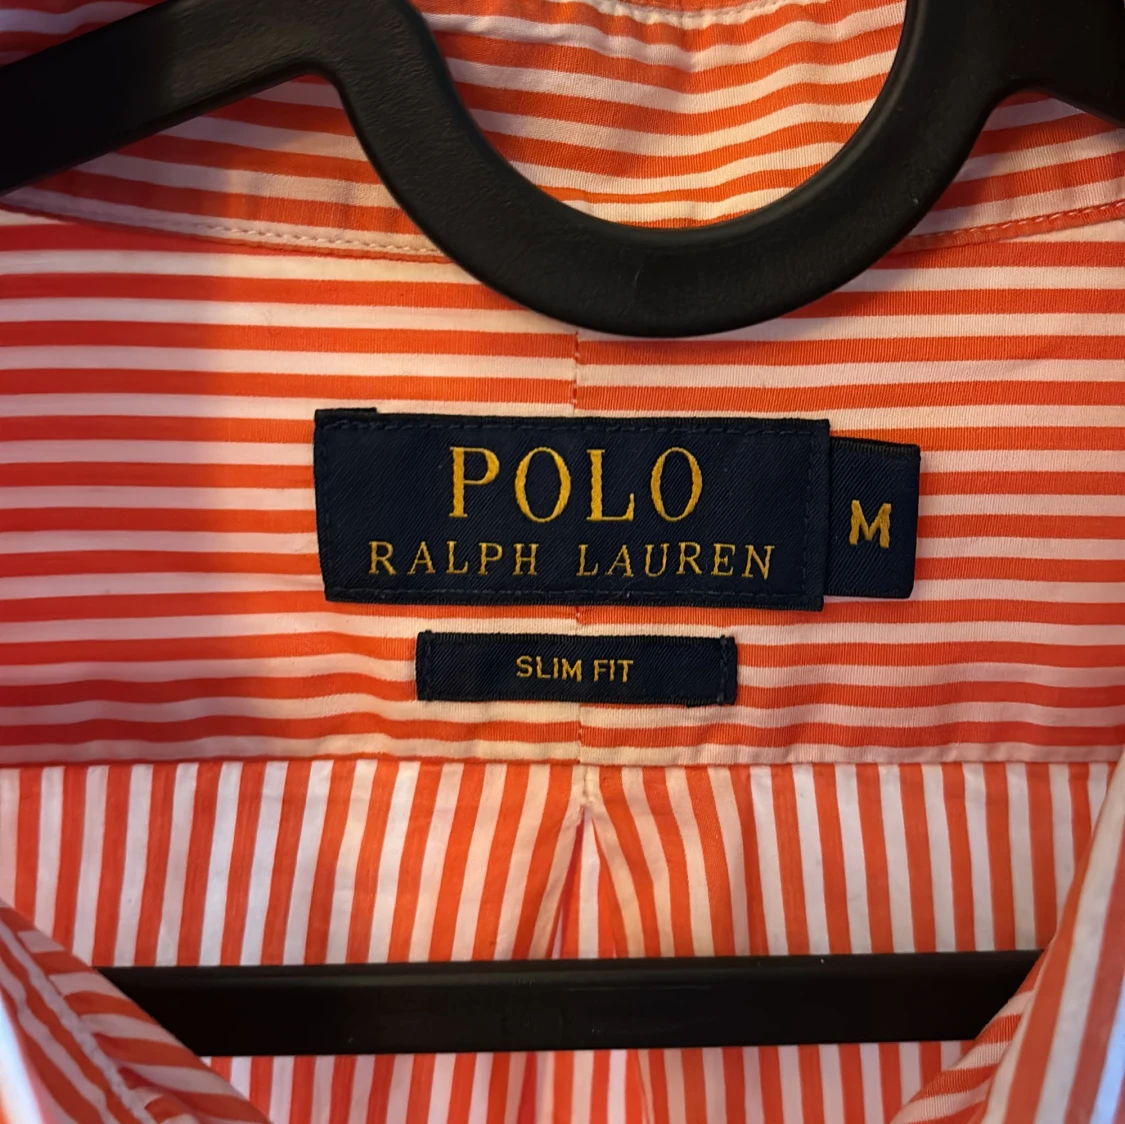 POLO
RALPH LAUREN
M
SLIM FIT